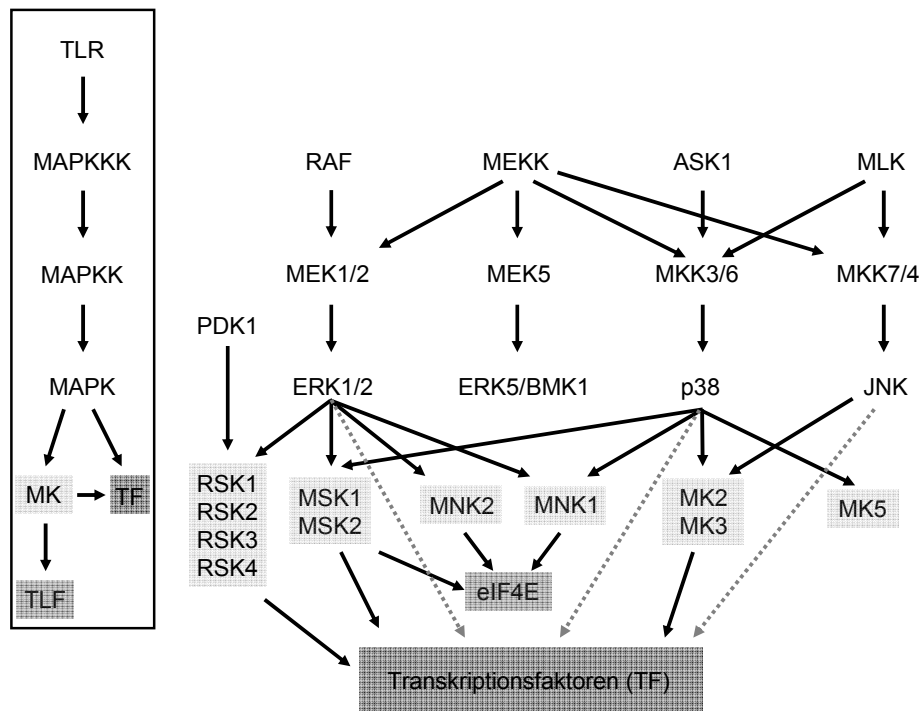 TLR
MAPKKK
MAPKK
MAPK
MK
TF
TLF
RAF
MEKK
ASK1
MLK
MEK1/2
MEK5
MKK3/6
MKK7/4
PDK1
ERK1/2
ERK5/BMK1
p38
JNK
RSK1
RSK2
RSK3
RSK4
MSK1
MSK2
MNK2
MNK1
MK2
MK3
MK5
eIF4E
Transkriptionsfaktoren (TF)